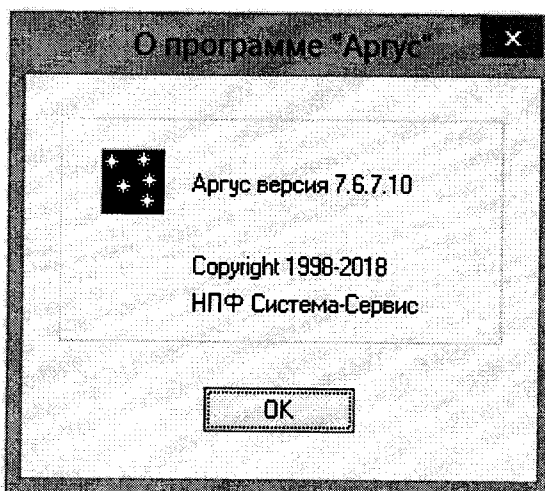 О программе "Аргус"
Аргус версия 7.6.7.10
Copyright 1998-2018
НПФ Система-Сервис
OK